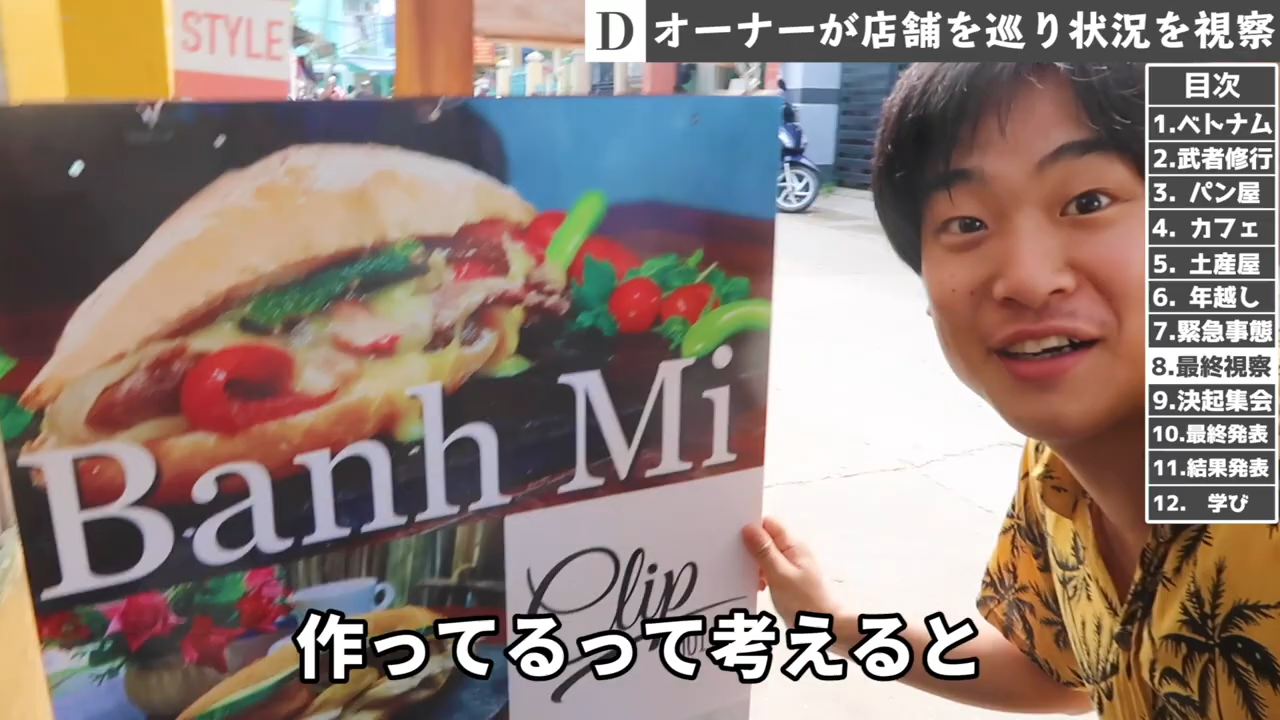 D オーナーが店舗を巡り状況を視察
STYLE
目次
1.ベトナム
2.武者修行
3. パン屋
4. カフェ
5. 土産屋
6. 年越し
7.緊急事態
8.最終視察
9.決起集会
10.最終発表
11.結果発表
12. 学び
Banh Mi
Clip
作ってるって考えると